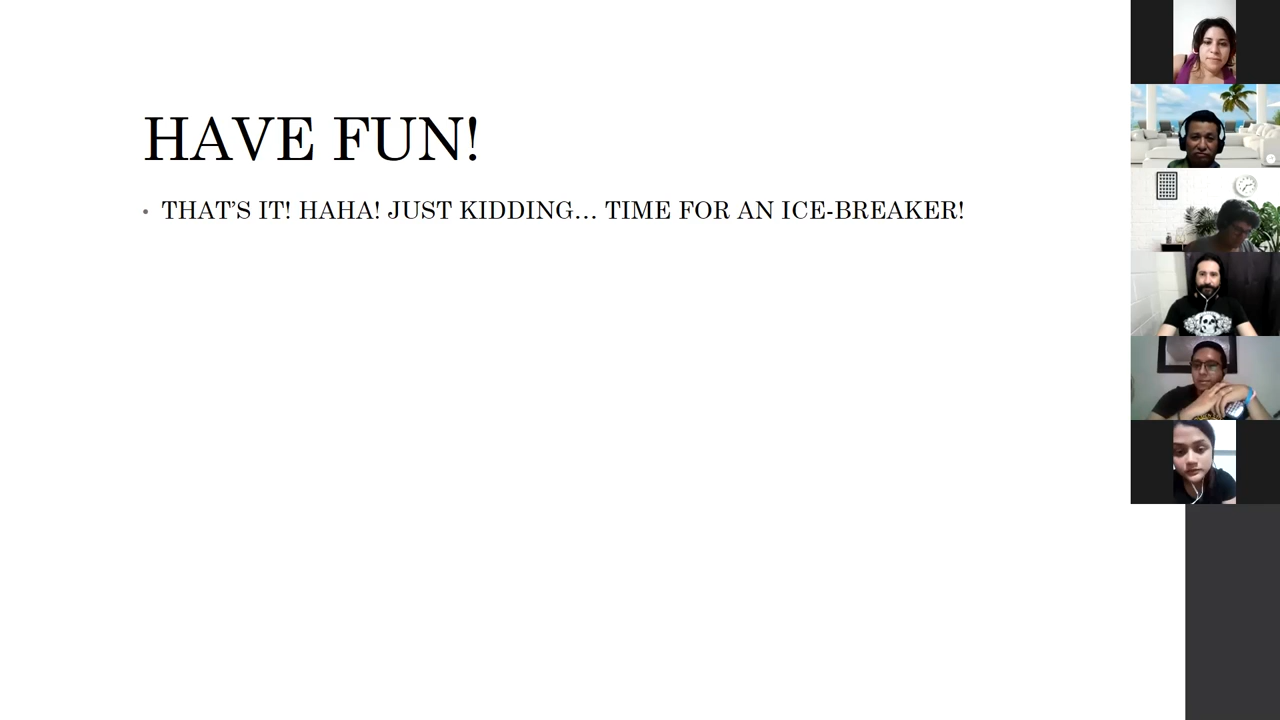 HAVE FUN!
• THAT'S IT! HAHA! JUST KIDDING… TIME FOR AN ICE-BREAKER!